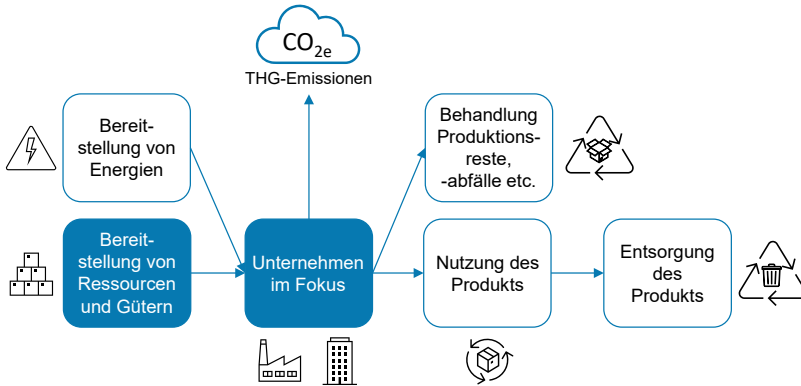 CO2e
THG-Emissionen
Bereit-
stellung von
Energien
Behandlung
Produktions-
reste,
-abfälle etc.
Bereit-
stellung von
Ressourcen
und Gütern
Unternehmen
im Fokus
Nutzung des
Produkts
Entsorgung
des
Produkts